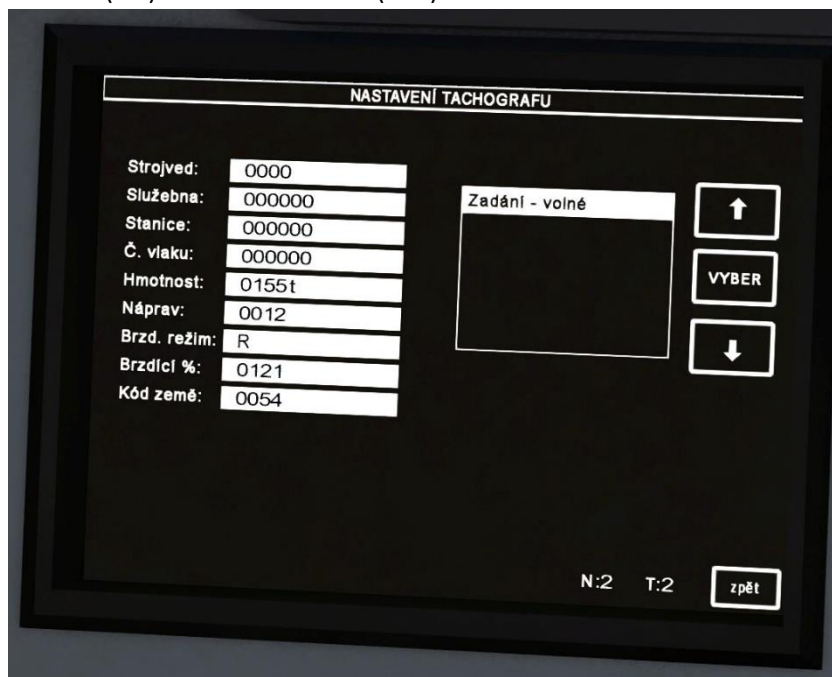 NASTAVENÍ TACHOGRAFU
Strojved: 0000
Služebna: 000000
Stanice: 000000
Č. vlaku: 000000
Hmotnost: 0155t
Náprav: 0012
Brzd. režim: R
Brzdící %: 0121
Kód země: 0054
Zadání - volné
↑
VYBER
↓
N:2 T:2
zpět